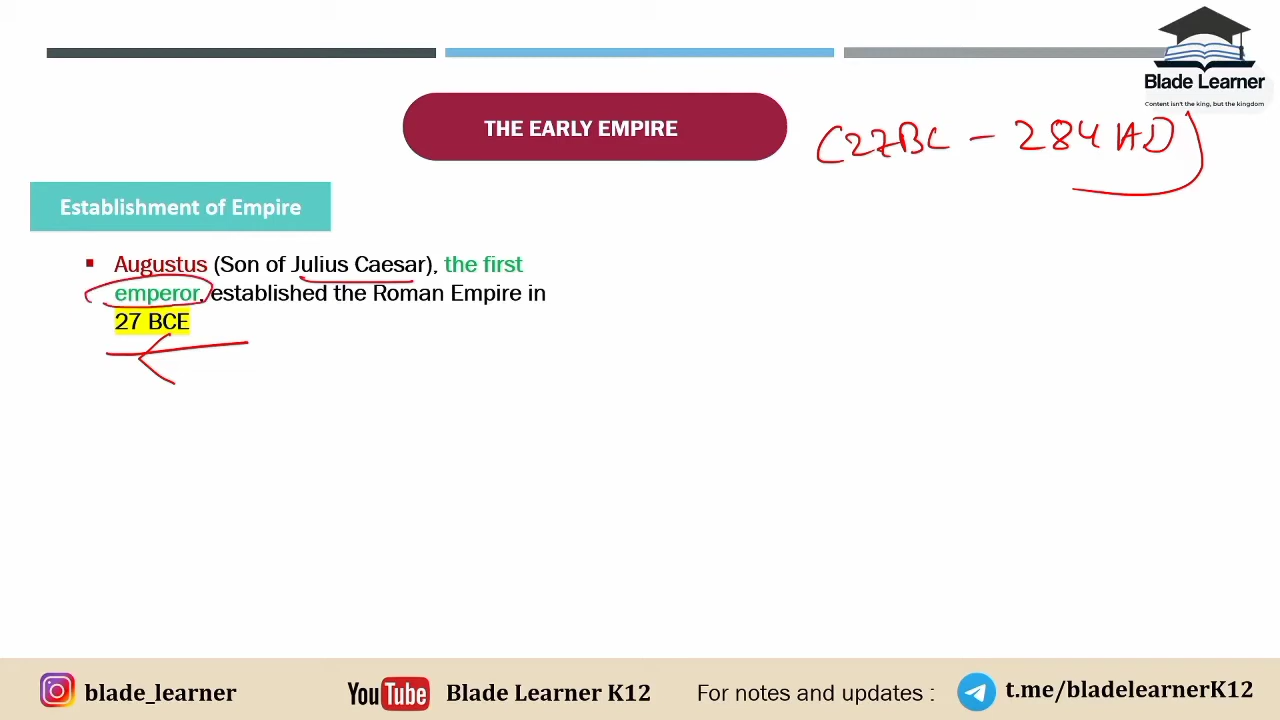 Blade Learner
Content isn't the king, but the kingdom
THE EARLY EMPIRE
(27BC - 284 AD)
Establishment of Empire
▪ Augustus (Son of Julius Caesar), the first
emperor, established the Roman Empire in
27 BCE
blade_learner
YouTube
Blade Learner K12
For notes and updates :
t.me/bladelearnerK12